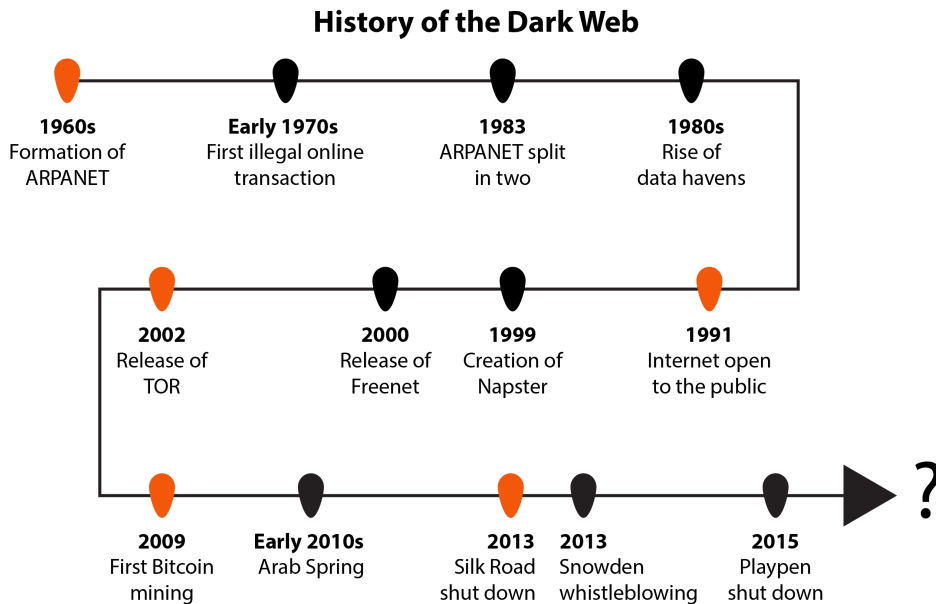 History of the Dark Web
1960s
Formation of
ARPANET
Early 1970s
First illegal online
transaction
1983
ARPANET split
in two
1980s
Rise of
data havens
2002
Release of
TOR
2000
Release of
Freenet
1999
Creation of
Napster
1991
Internet open
to the public
2009
First Bitcoin
mining
Early 2010s
Arab Spring
2013
Silk Road
shut down
2013
Snowden
whistleblowing
2015
Playpen
shut down
?